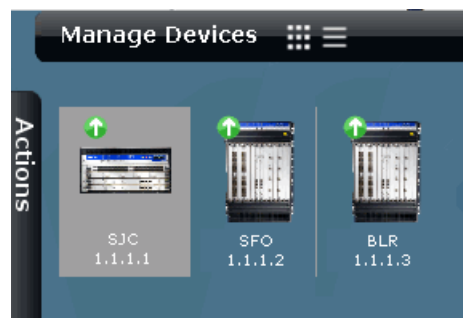 Manage Devices
Actions
SJC
1.1.1.1
SFO
1.1.1.2
BLR
1.1.1.3